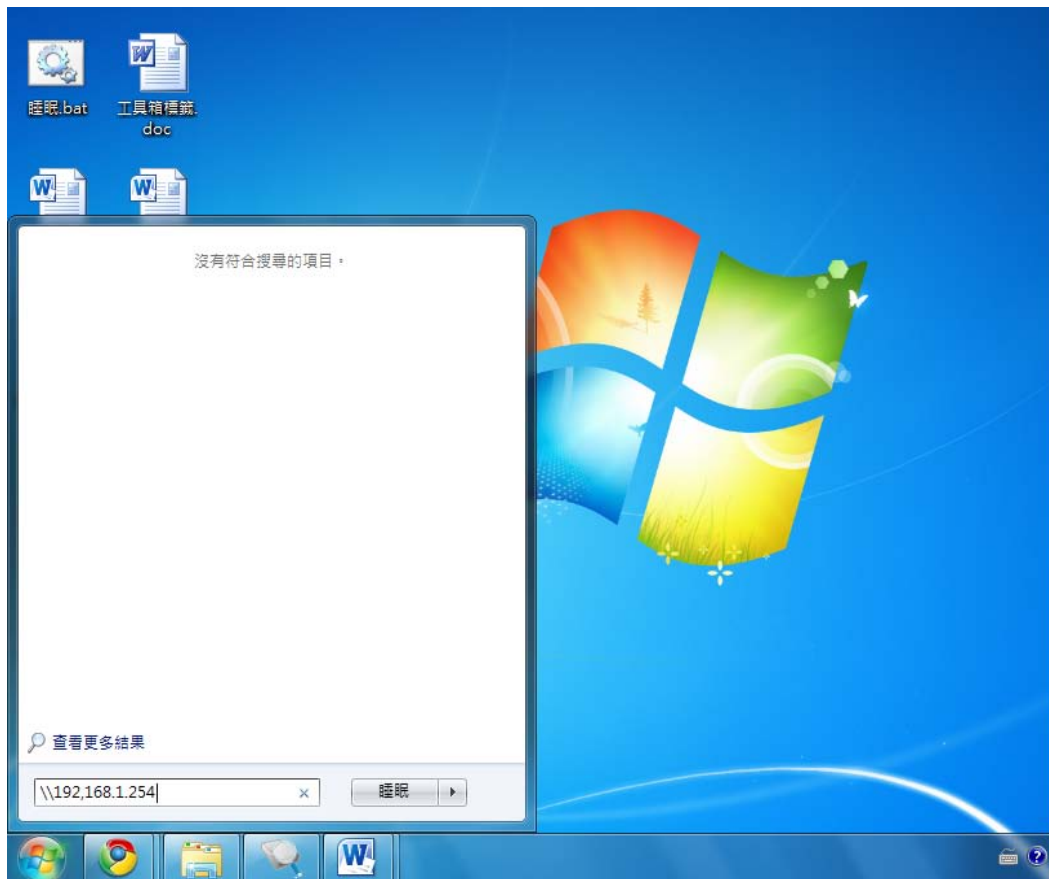 睡眠.bat
工具箱標籤.
doc
沒有符合搜尋的項目。
查看更多結果
\\192,168.1.254
睡眠